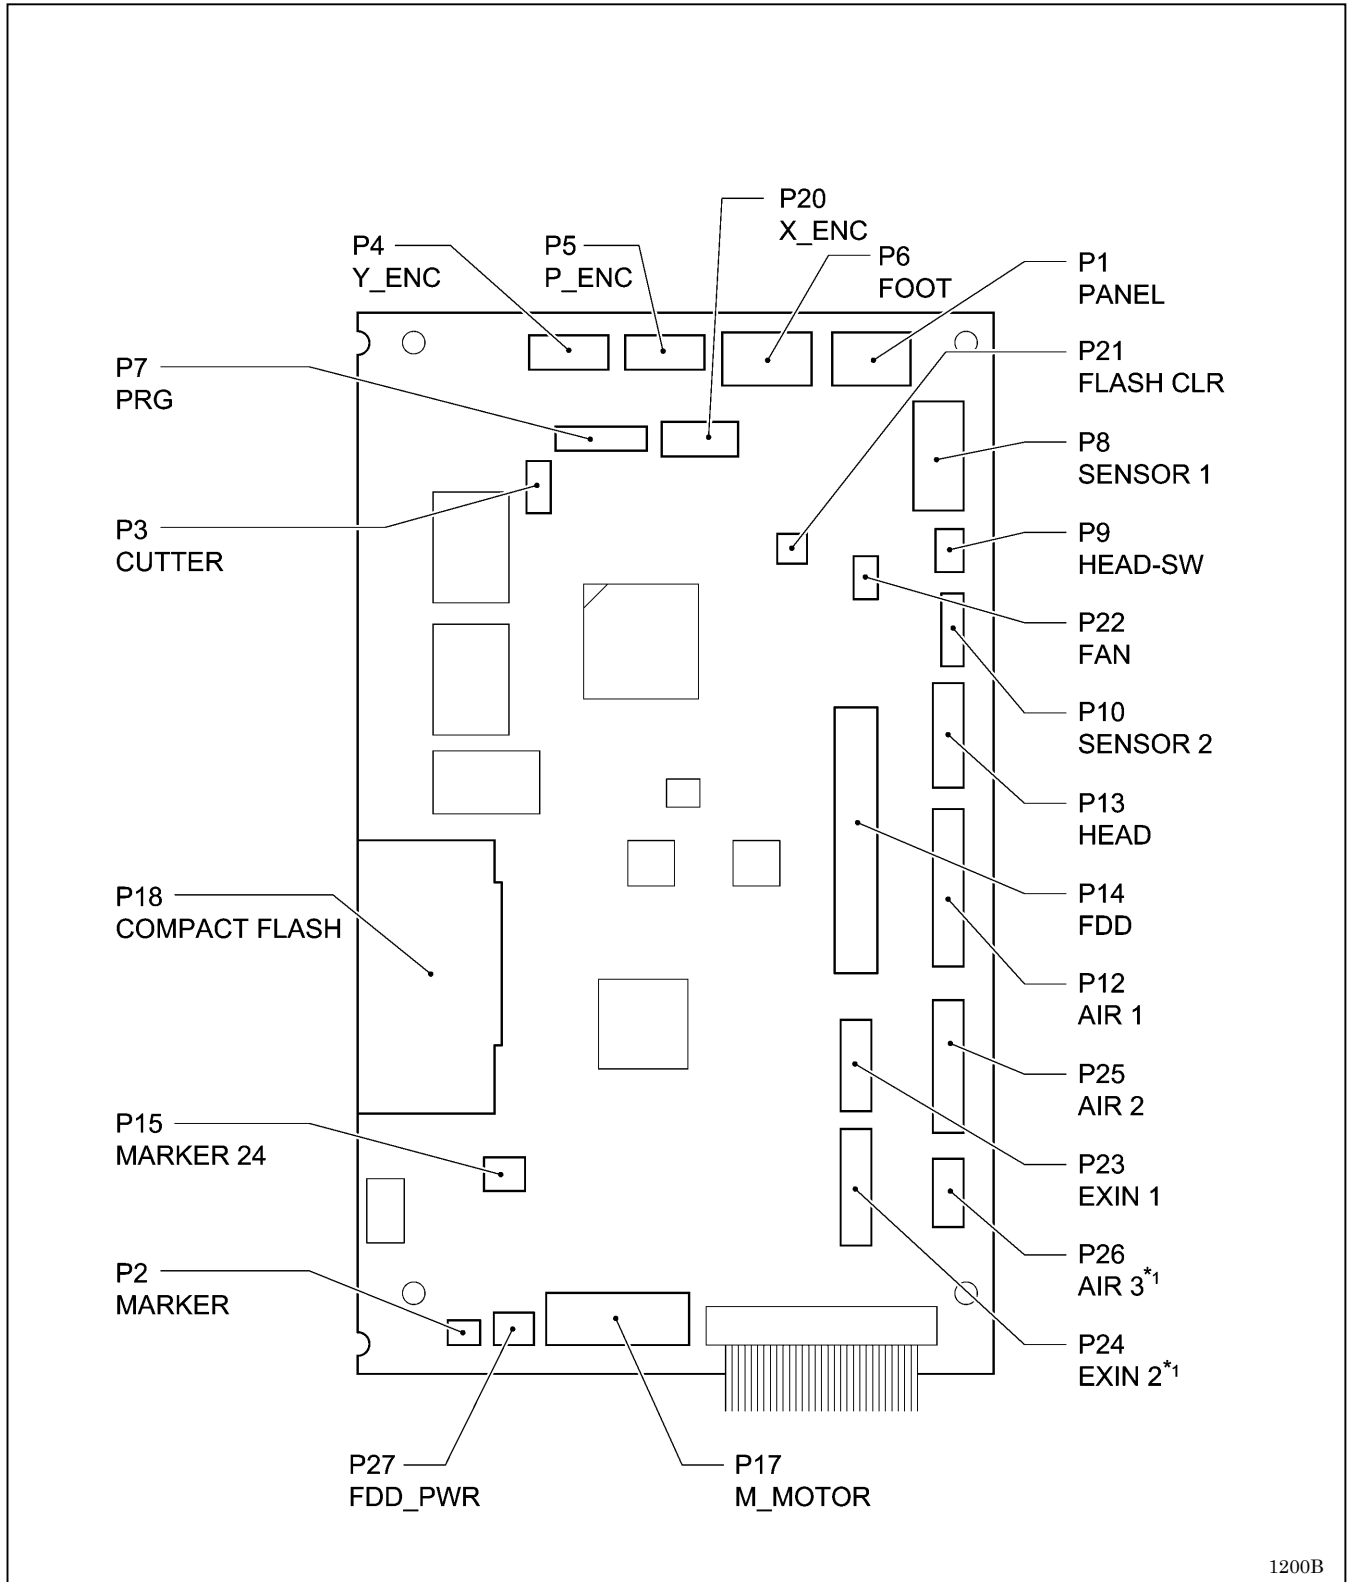 P20
X_ENC
P4
Y_ENC
P5
P_ENC
P6
FOOT
P1
PANEL
P7
PRG
P21
FLASH CLR
P8
SENSOR 1
P3
CUTTER
P9
HEAD-SW
P22
FAN
P10
SENSOR 2
P13
HEAD
P18
COMPACT FLASH
P14
FDD
P12
AIR 1
P25
AIR 2
P15
MARKER 24
P23
EXIN 1
P2
MARKER
P26
AIR 3*1
P24
EXIN 2*1
P27
FDD_PWR
P17
M_MOTOR
1200B